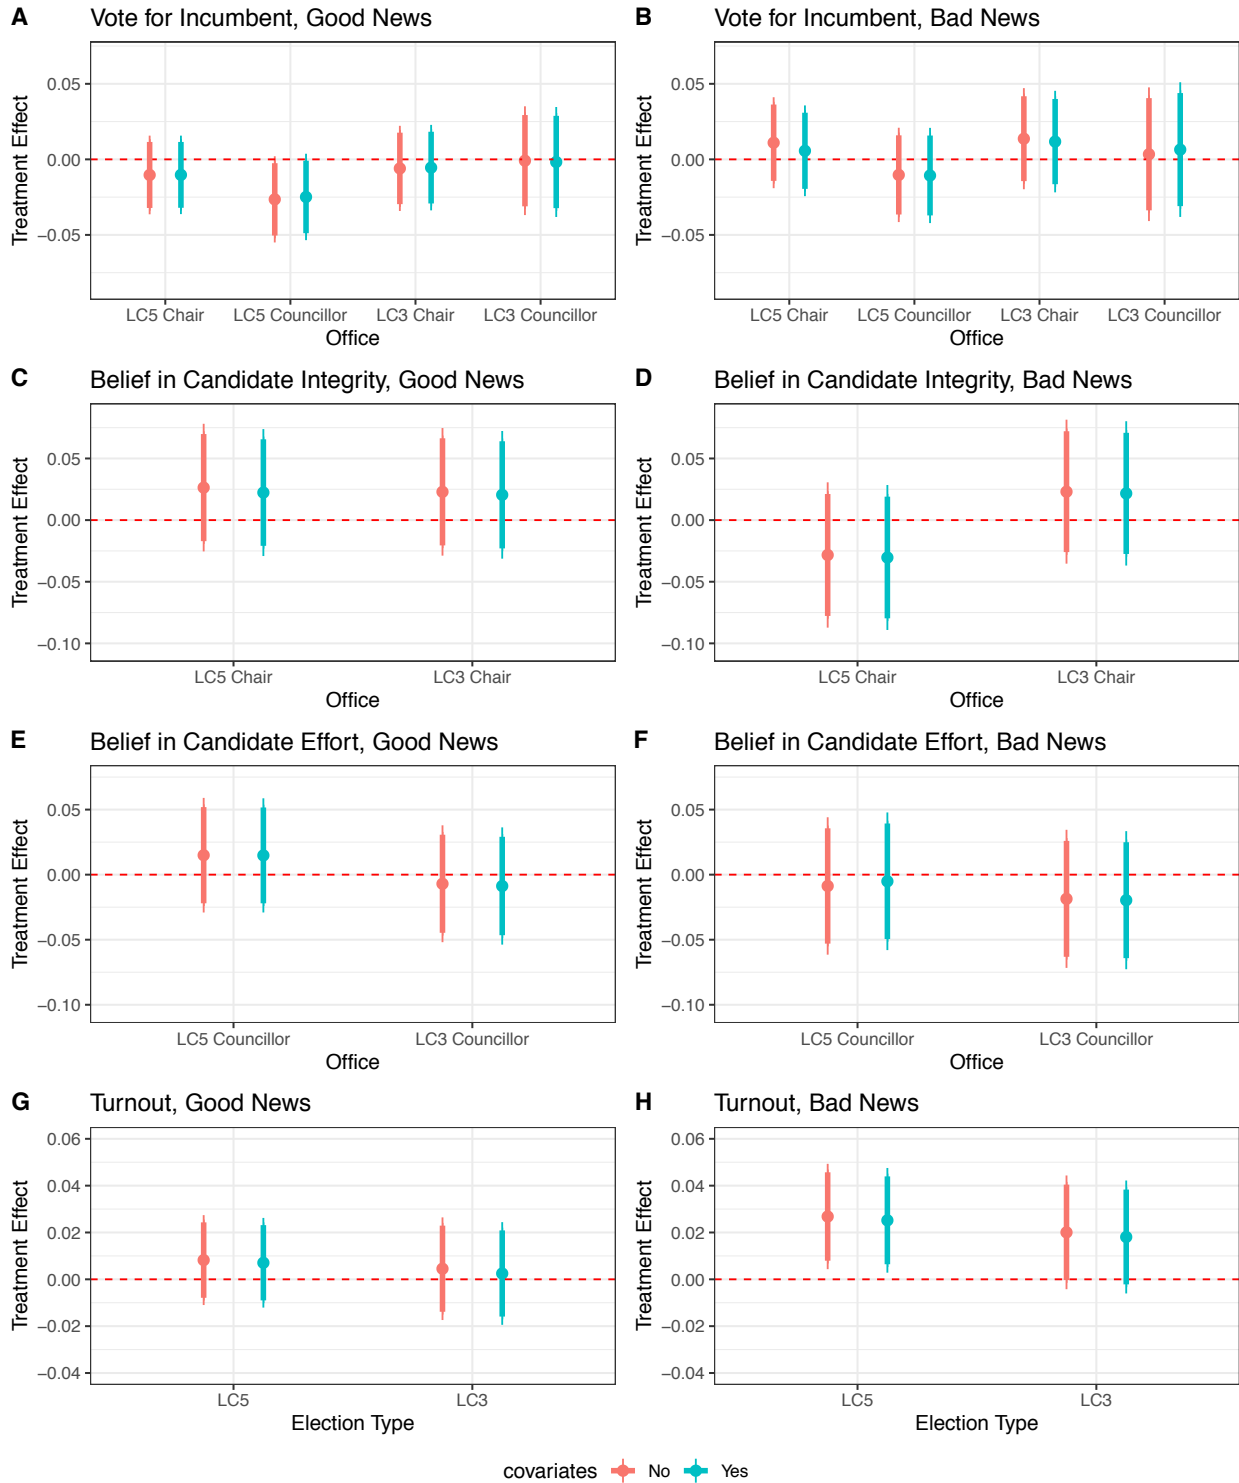 A Vote for Incumbent, Good News
Treatment Effect
0.05
0.00
−0.05
LC5 Chair LC5 Councillor LC3 Chair LC3 Councillor
Office
B Vote for Incumbent, Bad News
Treatment Effect
0.05
0.00
−0.05
LC5 Chair LC5 Councillor LC3 Chair LC3 Councillor
Office
C Belief in Candidate Integrity, Good News
Treatment Effect
0.05
0.00
−0.05
−0.10
LC5 Chair LC3 Chair
Office
D Belief in Candidate Integrity, Bad News
Treatment Effect
0.05
0.00
−0.05
−0.10
LC5 Chair LC3 Chair
Office
E Belief in Candidate Effort, Good News
Treatment Effect
0.05
0.00
−0.05
−0.10
LC5 Councillor LC3 Councillor
Office
F Belief in Candidate Effort, Bad News
Treatment Effect
0.05
0.00
−0.05
−0.10
LC5 Councillor LC3 Councillor
Office
G Turnout, Good News
Treatment Effect
0.06
0.04
0.02
0.00
−0.02
−0.04
LC5 LC3
Election Type
H Turnout, Bad News
Treatment Effect
0.06
0.04
0.02
0.00
−0.02
−0.04
LC5 LC3
Election Type
covariates No Yes